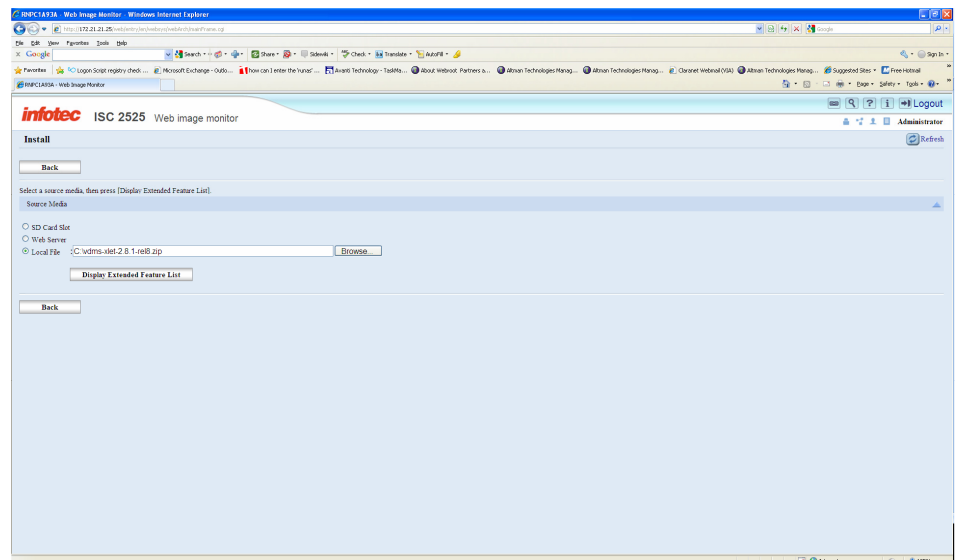 RNPC1A93A - Web Image Monitor - Windows Internet Explorer
http://172.21.21.25/web/entry/en/websys/webArch/mainFrame.cgi
Google
File Edit View Favorites Tools Help
Google Search Share Sidewiki Check Translate AutoFill Sign In
Favorites Logon Script registry check ... Microsoft Exchange - Outlo... how can I enter the 'runas' ... Avanti Technology - TaskMa... About Webroot Partners a... Altman Technologies Manag... Altman Technologies Manag... Claranet Webmail (VIA) Altman Technologies Manag... Suggested Sites Free Hotmail
RNPC1A93A - Web Image Monitor
Page Safety Tools
infotec ISC 2525 Web image monitor
Logout
Administrator
Install
Refresh
Back
Select a source media, then press [Display Extended Feature List].
Source Media
SD Card Slot
Web Server
Local File : C:\vdms-xlet-2.8.1-rel8.zip Browse...
Display Extended Feature List
Back